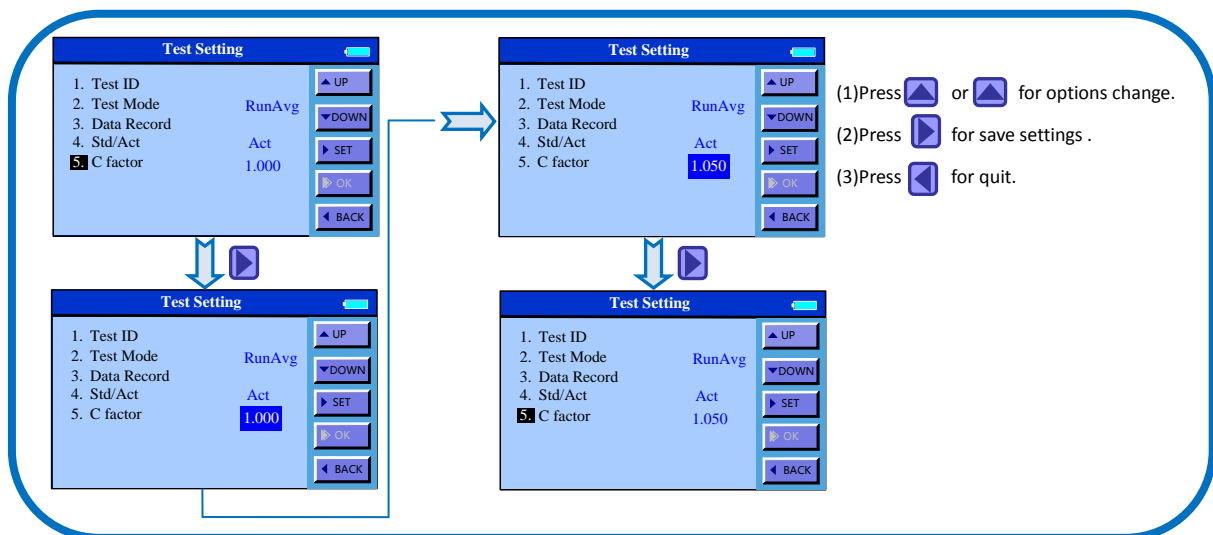 Test Setting
1. Test ID
2. Test Mode RunAvg
3. Data Record
4. Std/Act Act
5. C factor 1.000
UP
DOWN
SET
OK
BACK
Test Setting
1. Test ID
2. Test Mode RunAvg
3. Data Record
4. Std/Act Act
5. C factor 1.000
UP
DOWN
SET
OK
BACK
Test Setting
1. Test ID
2. Test Mode RunAvg
3. Data Record
4. Std/Act Act
5. C factor 1.050
UP
DOWN
SET
OK
BACK
Test Setting
1. Test ID
2. Test Mode RunAvg
3. Data Record
4. Std/Act Act
5. C factor 1.050
UP
DOWN
SET
OK
BACK
(1)Press or for options change.
(2)Press for save settings .
(3)Press for quit.